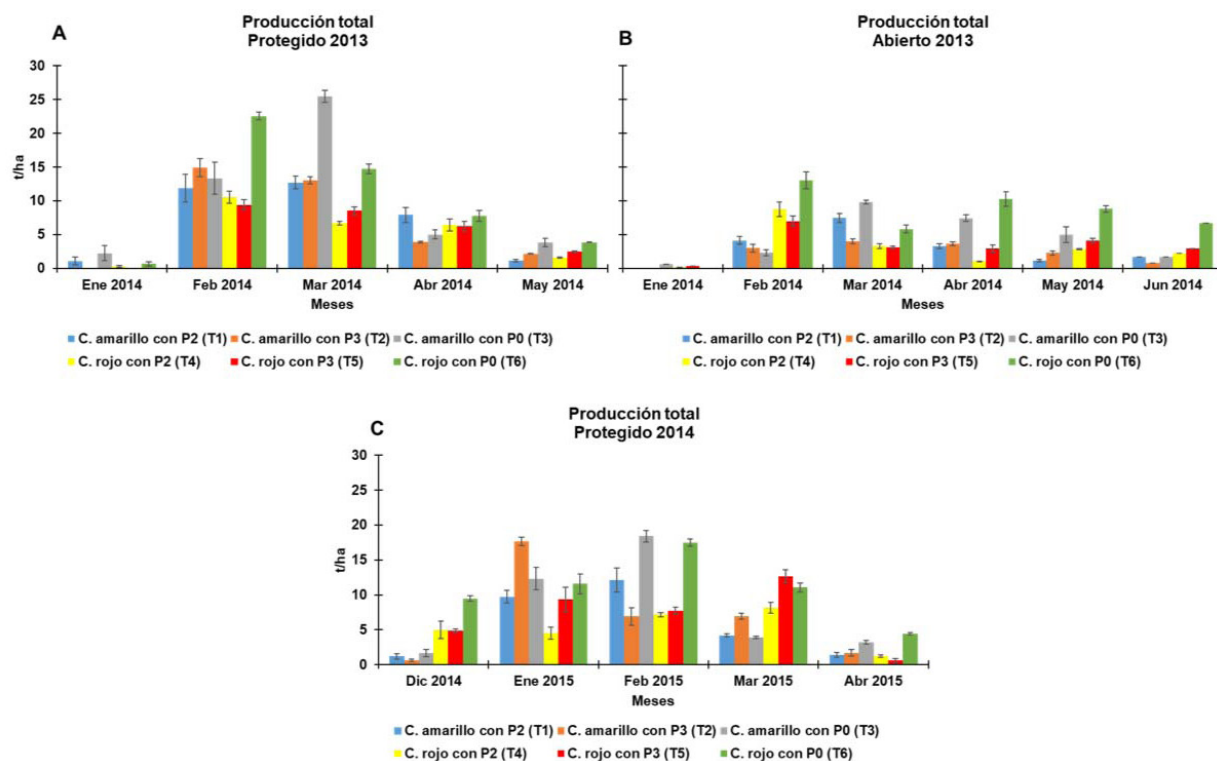 A
Producción total
Protegido 2013
t/ha
30
25
20
15
10
5
0
Ene 2014 Feb 2014 Mar 2014 Abr 2014 May 2014
Meses
C. amarillo con P2 (T1) C. amarillo con P3 (T2) C. amarillo con P0 (T3)
C. rojo con P2 (T4) C. rojo con P3 (T5) C. rojo con P0 (T6)
B
Producción total
Abierto 2013
Ene 2014 Feb 2014 Mar 2014 Abr 2014 May 2014 Jun 2014
Meses
C. amarillo con P2 (T1) C. amarillo con P3 (T2) C. amarillo con P0 (T3)
C. rojo con P2 (T4) C. rojo con P3 (T5) C. rojo con P0 (T6)
C
Producción total
Protegido 2014
t/ha
30
25
20
15
10
5
0
Dic 2014 Ene 2015 Feb 2015 Mar 2015 Abr 2015
Meses
C. amarillo con P2 (T1) C. amarillo con P3 (T2) C. amarillo con P0 (T3)
C. rojo con P2 (T4) C. rojo con P3 (T5) C. rojo con P0 (T6)